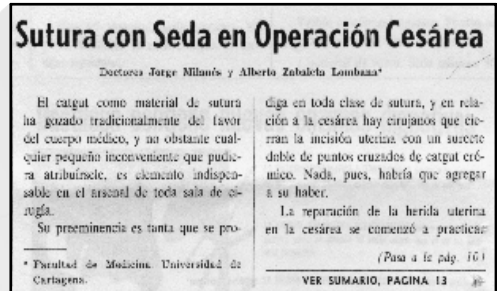 Sutura con Seda en Operación Cesárea
Doctores Jorge Milanés y Alberto Zabaleta Lombana*
El catgut como material de sutura
ha gozado tradicionalmente del favor
del cuerpo médico, y no obstante cual-
quier pequeño inconveniente que pudie-
ra atribuírsele, es elemento indispen-
sable en el arsenal de toda sala de ci-
rugía.
Su preeminencia es tanta que se pro-
* Facultad de Medicina. Universidad de
Cartagena.
diga en toda clase de sutura, y en rela-
ción a la cesárea hay cirujanos que cie-
rran la incisión uterina con un surcete
doble de puntos cruzados de catgut cró-
mico. Nada, pues, habría que agregar
a su haber.
La reparación de la herida uterina
en la cesárea se comenzó a practicar
(Pasa a la pág. 10)
VER SUMARIO, PAGINA 13